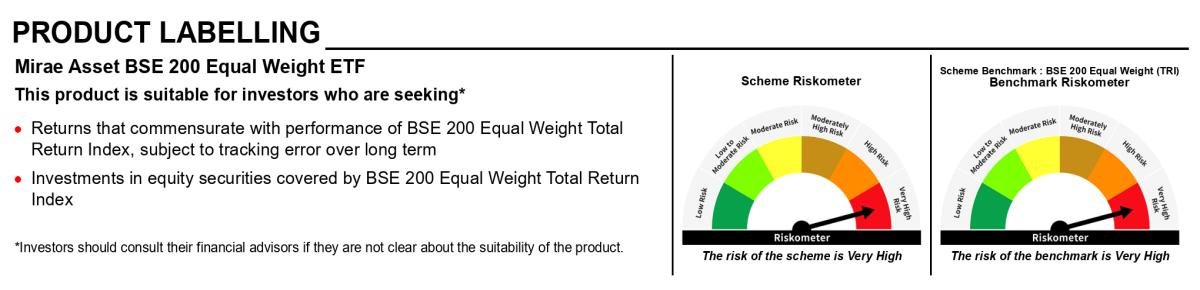 PRODUCT LABELLING
Mirae Asset BSE 200 Equal Weight ETF
This product is suitable for investors who are seeking*
Returns that commensurate with performance of BSE 200 Equal Weight Total
Return Index, subject to tracking error over long term
Investments in equity securities covered by BSE 200 Equal Weight Total Return
Index
*Investors should consult their financial advisors if they are not clear about the suitability of the product.
Scheme Riskometer
Low Risk
Low to
Moderate Risk
Moderate Risk
Moderately
High Risk
High Risk
Very High
Risk
Riskometer
The risk of the scheme is Very High
Scheme Benchmark : BSE 200 Equal Weight (TRI)
Benchmark Riskometer
Low Risk
Low to
Moderate Risk
Moderate Risk
Moderately
High Risk
High Risk
Very High
Risk
Riskometer
The risk of the benchmark is Very High